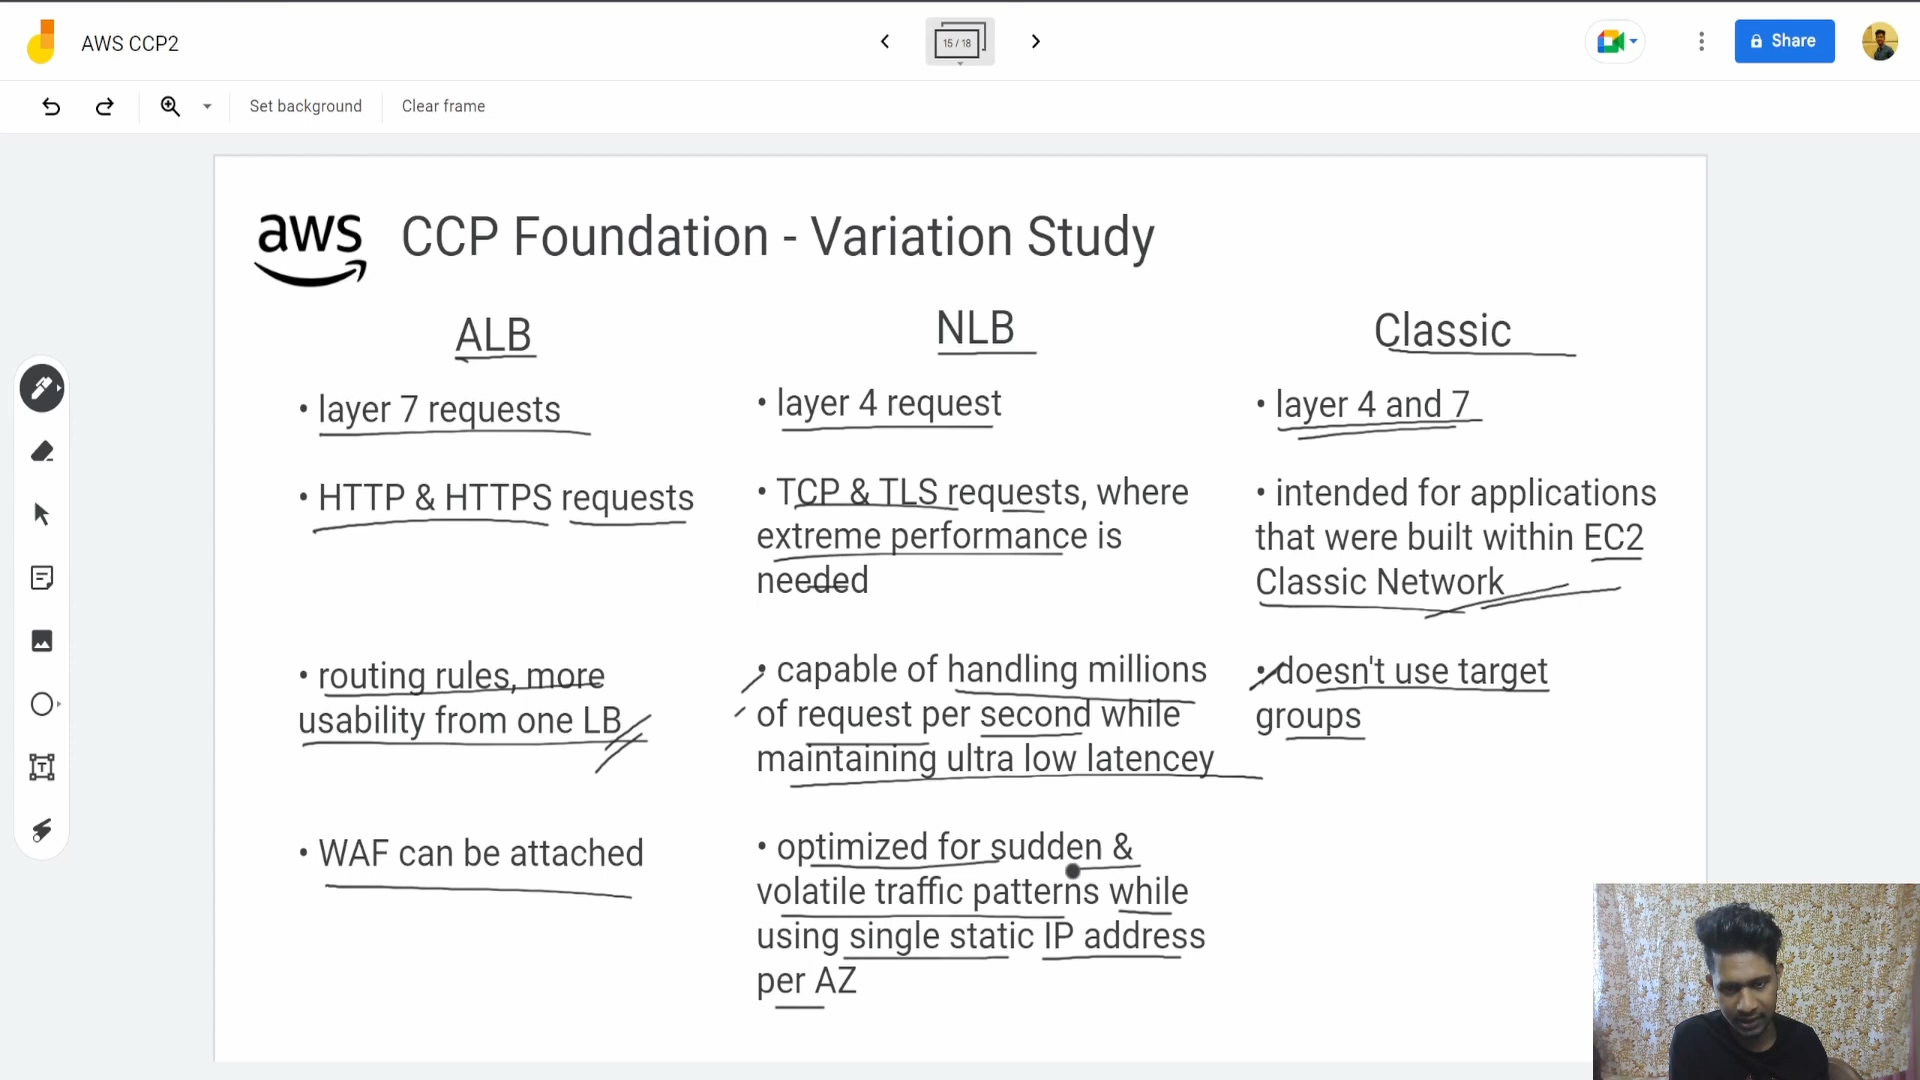 AWS CCP2
15 / 18
Share
Set background
Clear frame
aws
CCP Foundation - Variation Study
ALB
• layer 7 requests
• HTTP & HTTPS requests
• routing rules, more
usability from one LB
• WAF can be attached
NLB
• layer 4 request
• TCP & TLS requests, where
extreme performance is
needed
• capable of handling millions
of request per second while
maintaining ultra low latencey
• optimized for sudden &
volatile traffic patterns while
using single static IP address
per AZ
Classic
• layer 4 and 7
• intended for applications
that were built within EC2
Classic Network
• doesn't use target
groups